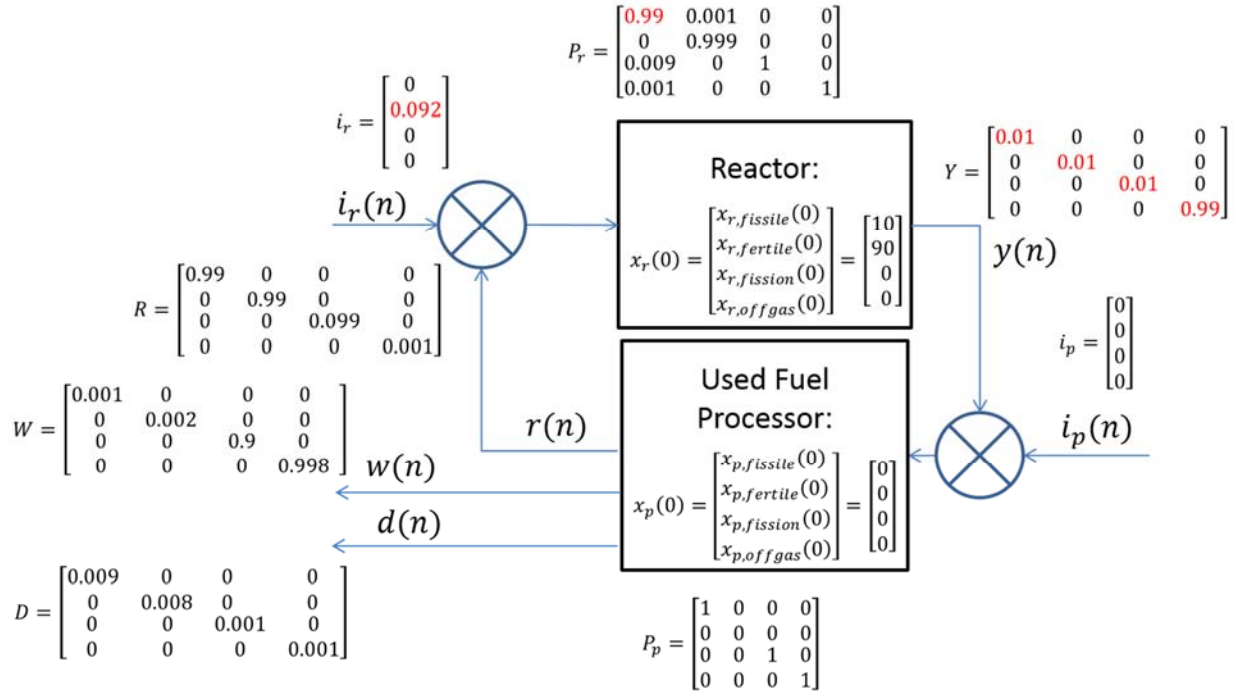 P_r = [0.99 0.001 0 0
0 0.999 0 0
0.009 0 1 0
0.001 0 0 1]
i_r = [0
0.092
0
0]
i_r(n)
Reactor:
x_r(0) = [x_{r,fissile}(0)
x_{r,fertile}(0)
x_{r,fission}(0)
x_{r,offgas}(0)] = [10
90
0
0]
Y = [0.01 0 0 0
0 0.01 0 0
0 0 0.01 0
0 0 0 0.99]
y(n)
R = [0.99 0 0 0
0 0.99 0 0
0 0 0.099 0
0 0 0 0.001]
i_p = [0
0
0
0]
i_p(n)
W = [0.001 0 0 0
0 0.002 0 0
0 0 0.9 0
0 0 0 0.998]
r(n)
w(n)
d(n)
Used Fuel
Processor:
x_p(0) = [x_{p,fissile}(0)
x_{p,fertile}(0)
x_{p,fission}(0)
x_{p,offgas}(0)] = [0
0
0
0]
D = [0.009 0 0 0
0 0.008 0 0
0 0 0.001 0
0 0 0 0.001]
P_p = [1 0 0 0
0 0 0 0
0 0 1 0
0 0 0 1]